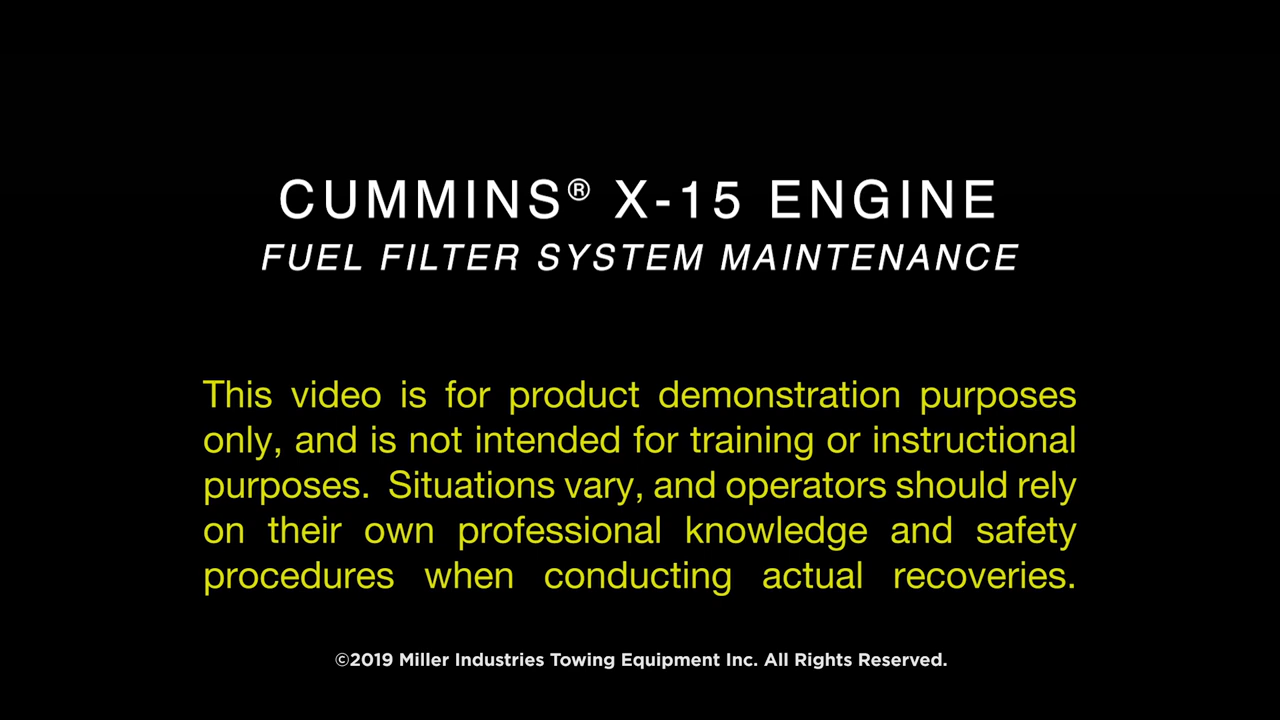 CUMMINS® X-15 ENGINE
FUEL FILTER SYSTEM MAINTENANCE
This video is for product demonstration purposes
only, and is not intended for training or instructional
purposes. Situations vary, and operators should rely
on their own professional knowledge and safety
procedures when conducting actual recoveries.
©2019 Miller Industries Towing Equipment Inc. All Rights Reserved.